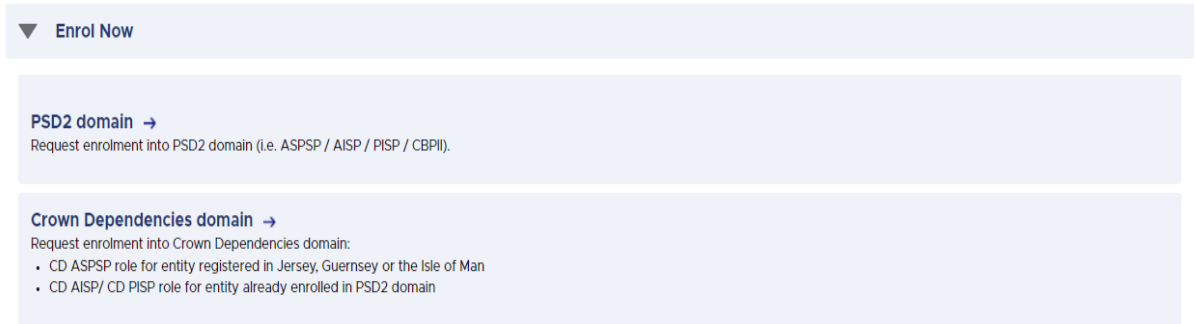 Enrol Now
PSD2 domain →
Request enrolment into PSD2 domain (i.e. ASPSP / AISP / PISP / CBPII).
Crown Dependencies domain →
Request enrolment into Crown Dependencies domain:
• CD ASPSP role for entity registered in Jersey, Guernsey or the Isle of Man
• CD AISP/ CD PISP role for entity already enrolled in PSD2 domain